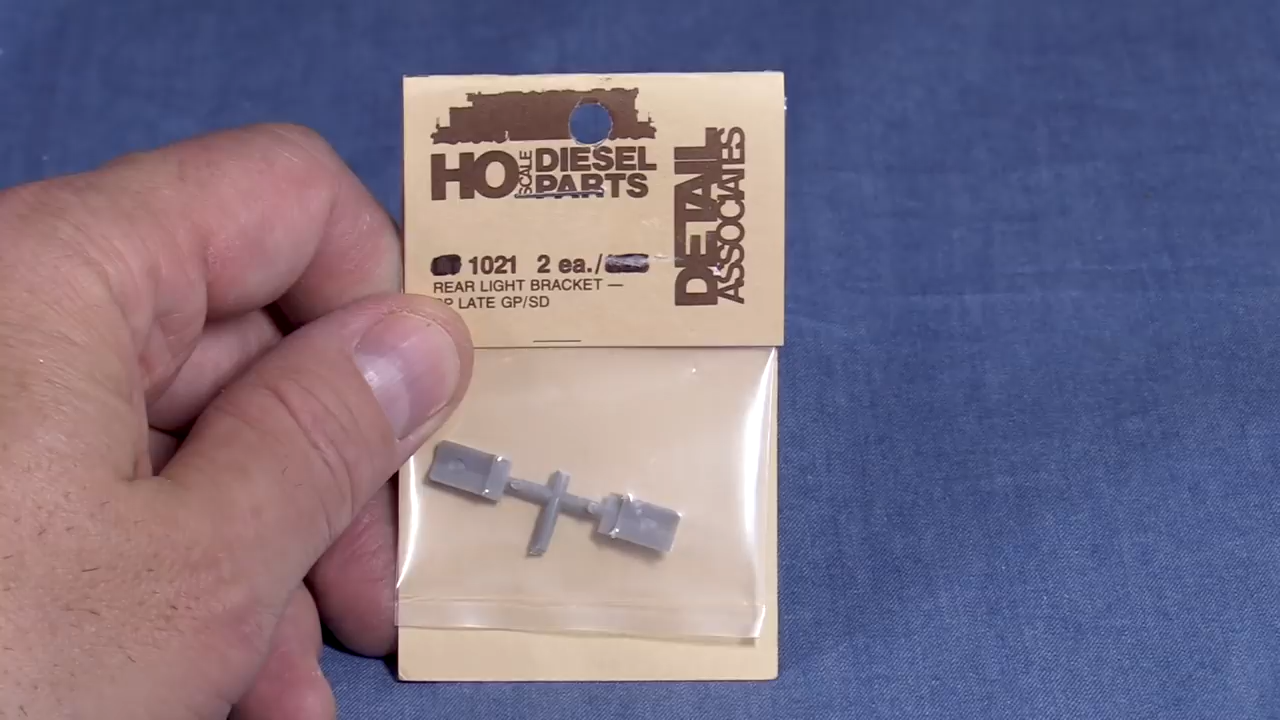 HO SCALE DIESEL
PARTS
DETAIL
ASSOCIATES
1021 2 ea./
REAR LIGHT BRACKET —
LATE GP/SD